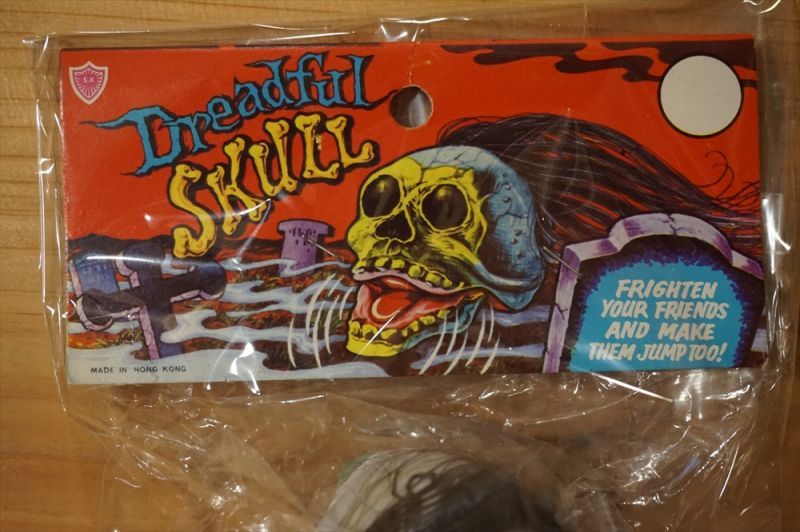 S.K
Dreadful
SKULL
FRIGHTEN
YOUR FRIENDS
AND MAKE
THEM JUMP TOO!
MADE IN HONG KONG